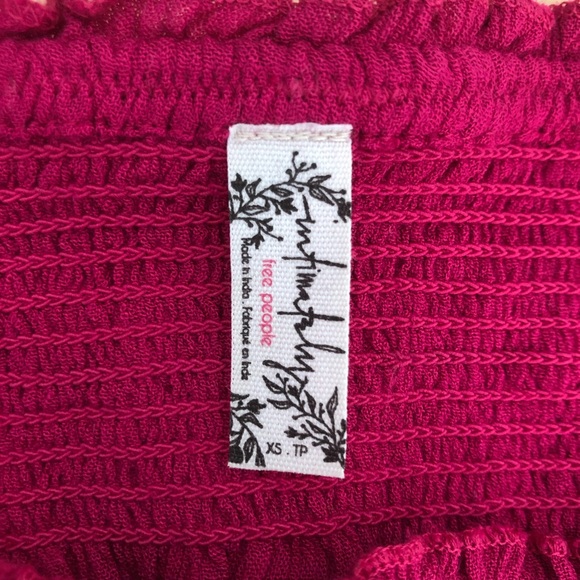 Intimately
free people
Made in India . Fabriqué en Inde
XS . TP